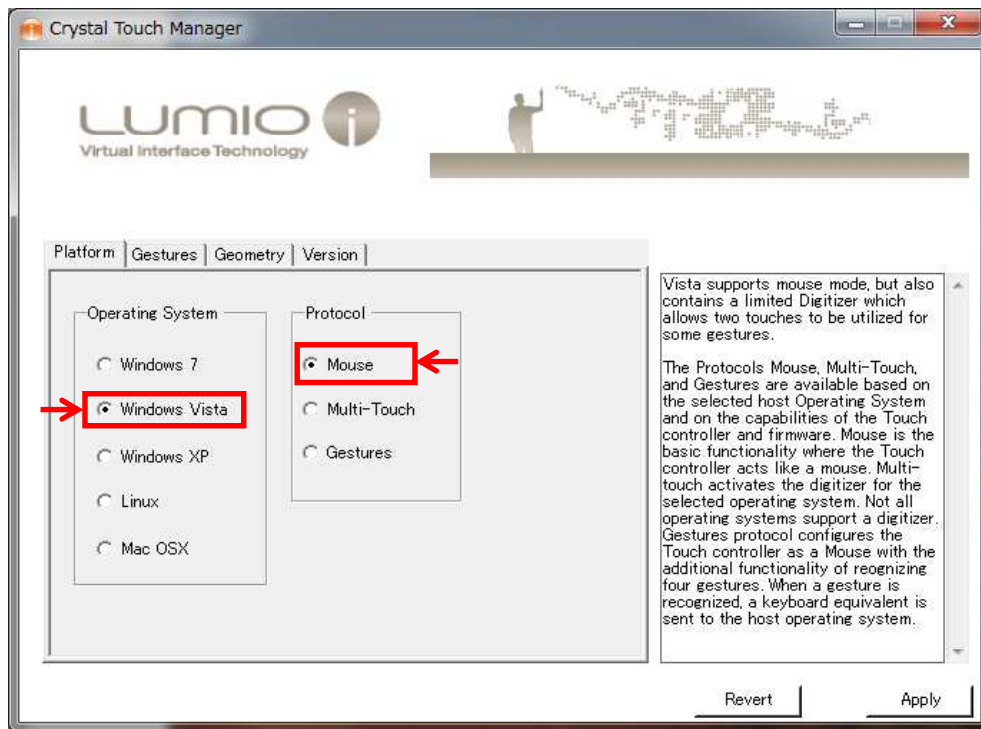 Crystal Touch Manager
LUMIO
Virtual Interface Technology
Platform
Gestures
Geometry
Version
Operating System
Windows 7
Windows Vista
Windows XP
Linux
Mac OSX
Protocol
Mouse
Multi-Touch
Gestures
Vista supports mouse mode, but also
contains a limited Digitizer which
allows two touches to be utilized for
some gestures.
The Protocols Mouse, Multi-Touch,
and Gestures are available based on
the selected host Operating System
and on the capabilities of the Touch
controller and firmware. Mouse is the
basic functionality where the Touch
controller acts like a mouse. Multi-
touch activates the digitizer for the
selected operating system. Not all
operating systems support a digitizer.
Gestures protocol configures the
Touch controller as a Mouse with the
additional functionality of reognizing
four gestures. When a gesture is
recognized, a keyboard equivalent is
sent to the host operating system.
Revert
Apply